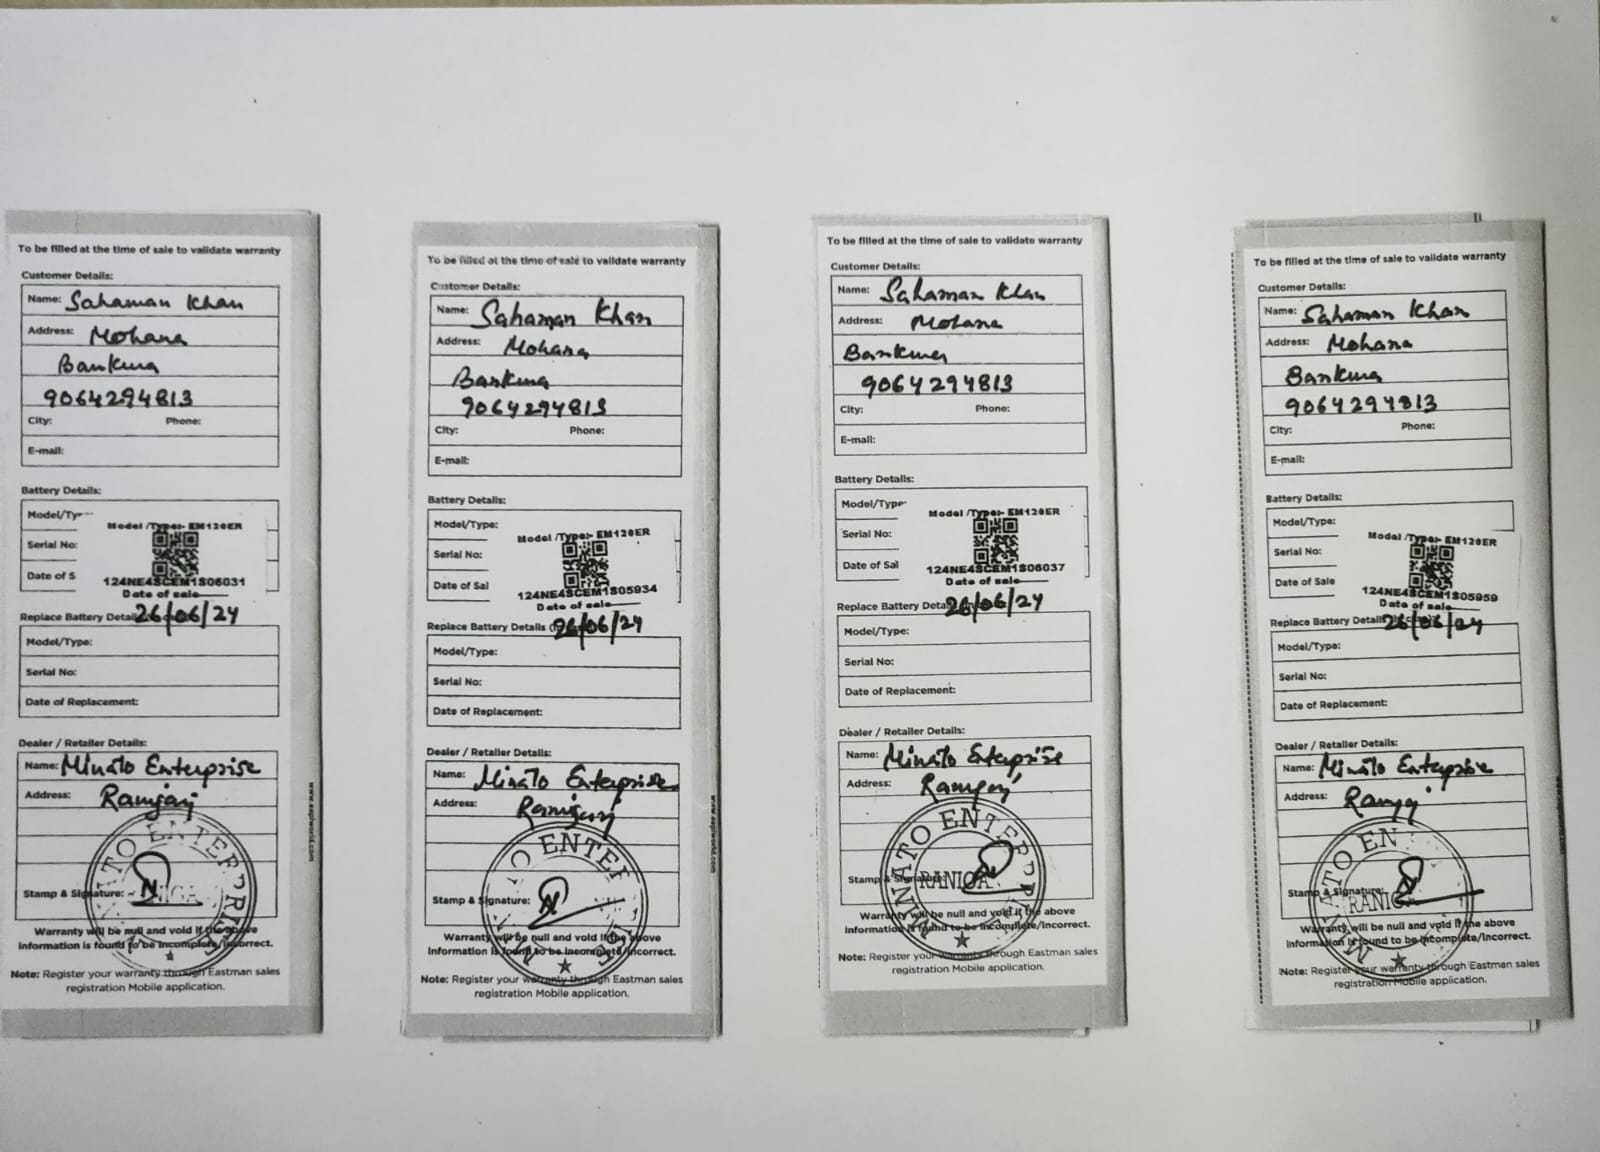 To be filled at the time of sale to validate warranty
Customer Details:
Name: Sahaman Khan
Address: Mohana
Bankura
9064294813
City: Phone:
E-mail:
Battery Details:
Model/Ty
Model /Type:- EM120ER
Serial No:
Date of S
124NE4SCEM1S06031
Date of sale
26/06/24
Replace Battery Detai
Model/Type:
Serial No:
Date of Replacement:
Dealer / Retailer Details:
Name: Minato Enterprise
Address: Raniganj
Stamp & Signature:
Warranty will be null and void if the above
information is found to be incomplete/incorrect.
Note: Register your warranty through Eastman sales
registration Mobile application.
www.eaplworld.com
To be filled at the time of sale to validate warranty
Customer Details:
Name: Sahaman Khan
Address: Mohana
Bankura
9064294813
City: Phone:
E-mail:
Battery Details:
Model/Type:
Model /Type:- EM120ER
Serial No:
Date of Sal
124NE4SCEM1S05934
Date of sale
26/06/24
Replace Battery Details
Model/Type:
Serial No:
Date of Replacement:
Dealer / Retailer Details:
Name: Minato Enterprise
Address: Raniganj
Stamp & Signature:
Warranty will be null and void if the above
information is found to be incomplete/incorrect.
Note: Register your warranty through Eastman sales
registration Mobile application.
www.eaplworld.com
To be filled at the time of sale to validate warranty
Customer Details:
Name: Sahaman Khan
Address: Mohana
Bankura
9064294813
City: Phone:
E-mail:
Battery Details:
Model/Type
Model /Type:- EM120ER
Serial No:
Date of Sal
124NE4SCEM1S06037
Date of sale
26/06/24
Replace Battery Detai
Model/Type:
Serial No:
Date of Replacement:
Dealer / Retailer Details:
Name: Minato Enterprise
Address: Raniganj
MINATO ENTERPRISE
Stamp & Signature:
Warranty will be null and void if the above
information is found to be incomplete/incorrect.
Note: Register your warranty through Eastman sales
registration Mobile application.
To be filled at the time of sale to validate warranty
Customer Details:
Name: Sahaman Khan
Address: Mohana
Bankura
9064294813
City: Phone:
E-mail:
Battery Details:
Model/Type:
Model /Type:- EM120ER
Serial No:
Date of Sale
124NE4SCEM1S05959
Date of sale
26/06/24
Replace Battery Details
Model/Type:
Serial No:
Date of Replacement:
Dealer / Retailer Details:
Name: Minato Enterprise
Address: Raniganj
Stamp & Signature:
Warranty will be null and void if the above
information is found to be incomplete/incorrect.
Note: Register your warranty through Eastman sales
registration Mobile application.